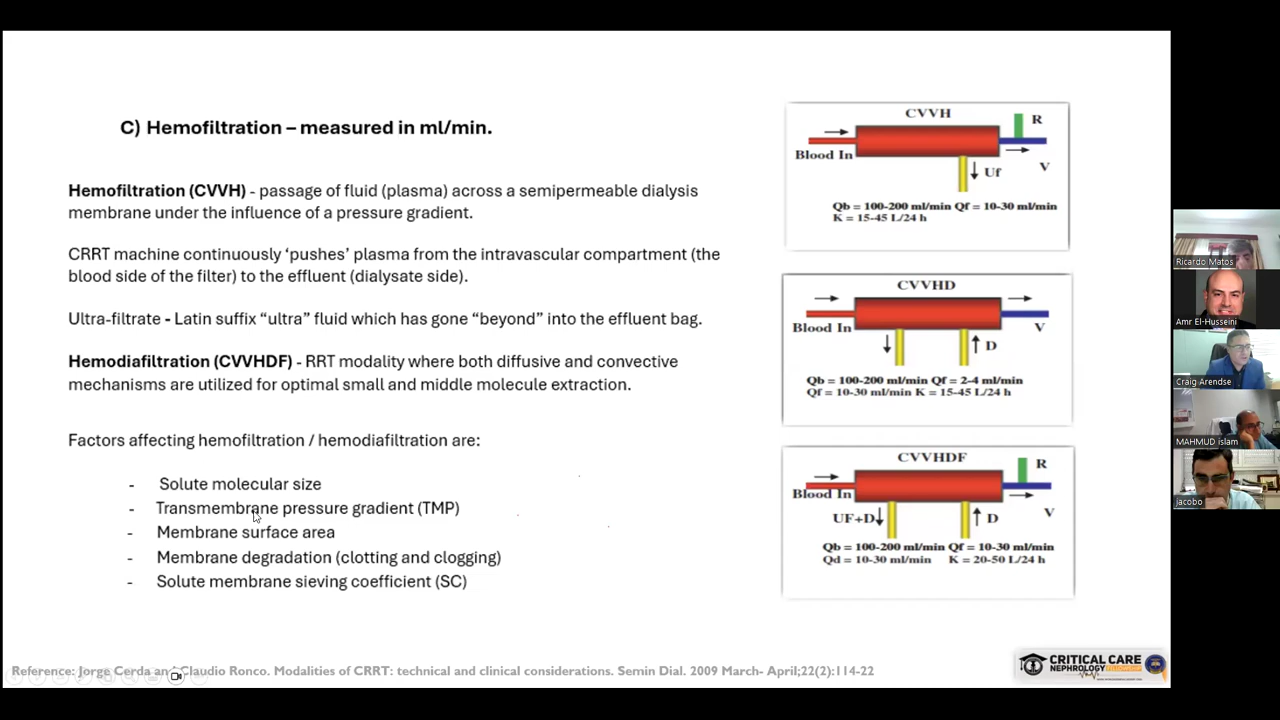 C) Hemofiltration – measured in ml/min.
Hemofiltration (CVVH) - passage of fluid (plasma) across a semipermeable dialysis
membrane under the influence of a pressure gradient.
CRRT machine continuously ‘pushes’ plasma from the intravascular compartment (the
blood side of the filter) to the effluent (dialysate side).
Ultra-filtrate - Latin suffix “ultra” fluid which has gone “beyond” into the effluent bag.
Hemodiafiltration (CVVHDF) - RRT modality where both diffusive and convective
mechanisms are utilized for optimal small and middle molecule extraction.
Factors affecting hemofiltration / hemodiafiltration are:
- Solute molecular size
- Transmembrane pressure gradient (TMP)
- Membrane surface area
- Membrane degradation (clotting and clogging)
- Solute membrane sieving coefficient (SC)
CVVH
R
Blood In
V
Uf
Qb = 100-200 ml/min Qf = 10-30 ml/min
K = 15-45 L/24 h
CVVHD
Blood In
V
D
Qb = 100-200 ml/min Qf = 2-4 ml/min
Qf = 10-30 ml/min K = 15-45 L/24 h
CVVHDF
R
Blood In
V
UF+D
D
Qb = 100-200 ml/min Qf = 10-30 ml/min
Qd = 10-30 ml/min K = 20-50 L/24 h
Reference: Jorge Cerda and Claudio Ronco. Modalities of CRRT: technical and clinical considerations. Semin Dial. 2009 March- April;22(2):114-22
CRITICAL CARE
NEPHROLOGY FELLOWSHIP
Ricardo Matos
Amr El-Husseini
Craig Arendse
MAHMUD islam
jacobo